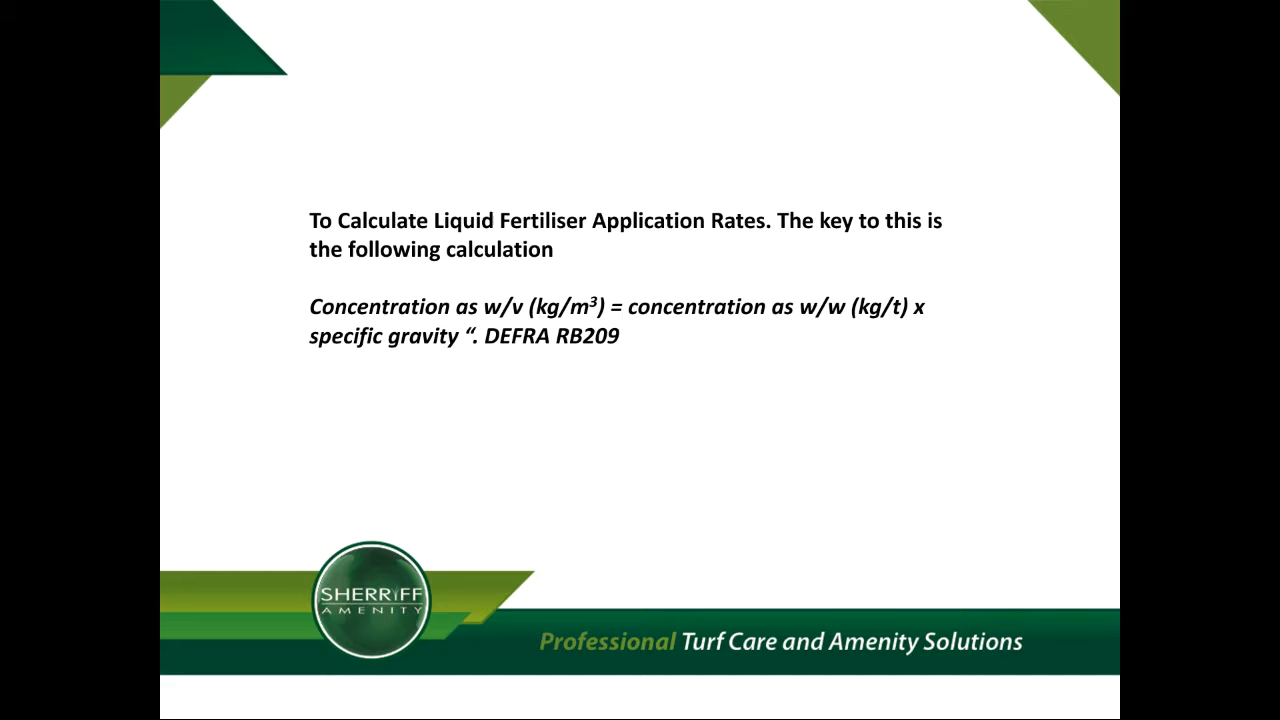 To Calculate Liquid Fertiliser Application Rates. The key to this is
the following calculation
Concentration as w/v (kg/m³) = concentration as w/w (kg/t) x
specific gravity “. DEFRA RB209
SHERRIFF
AMENITY
Professional Turf Care and Amenity Solutions